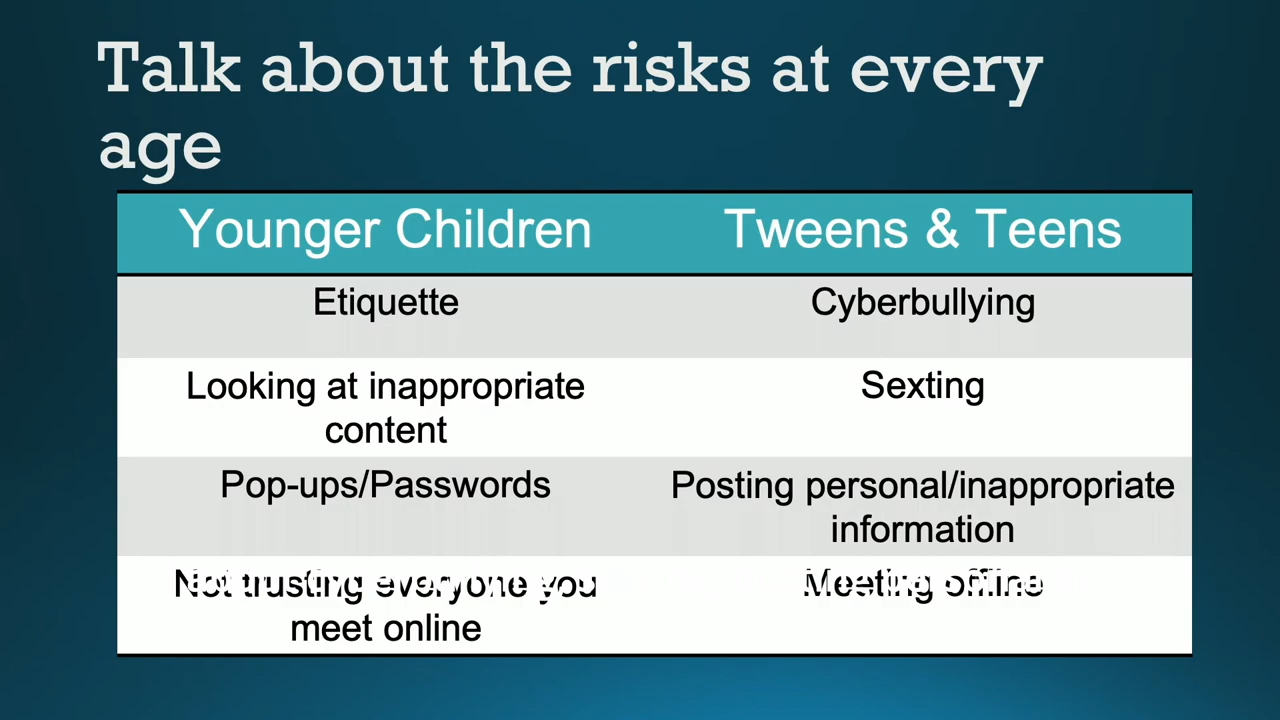 Talk about the risks at every
age
Younger Children Tweens & Teens
Etiquette Cyberbullying
Looking at inappropriate Sexting
content
Pop-ups/Passwords Posting personal/inappropriate
information
Not trusting everyone you Meeting offline
meet online